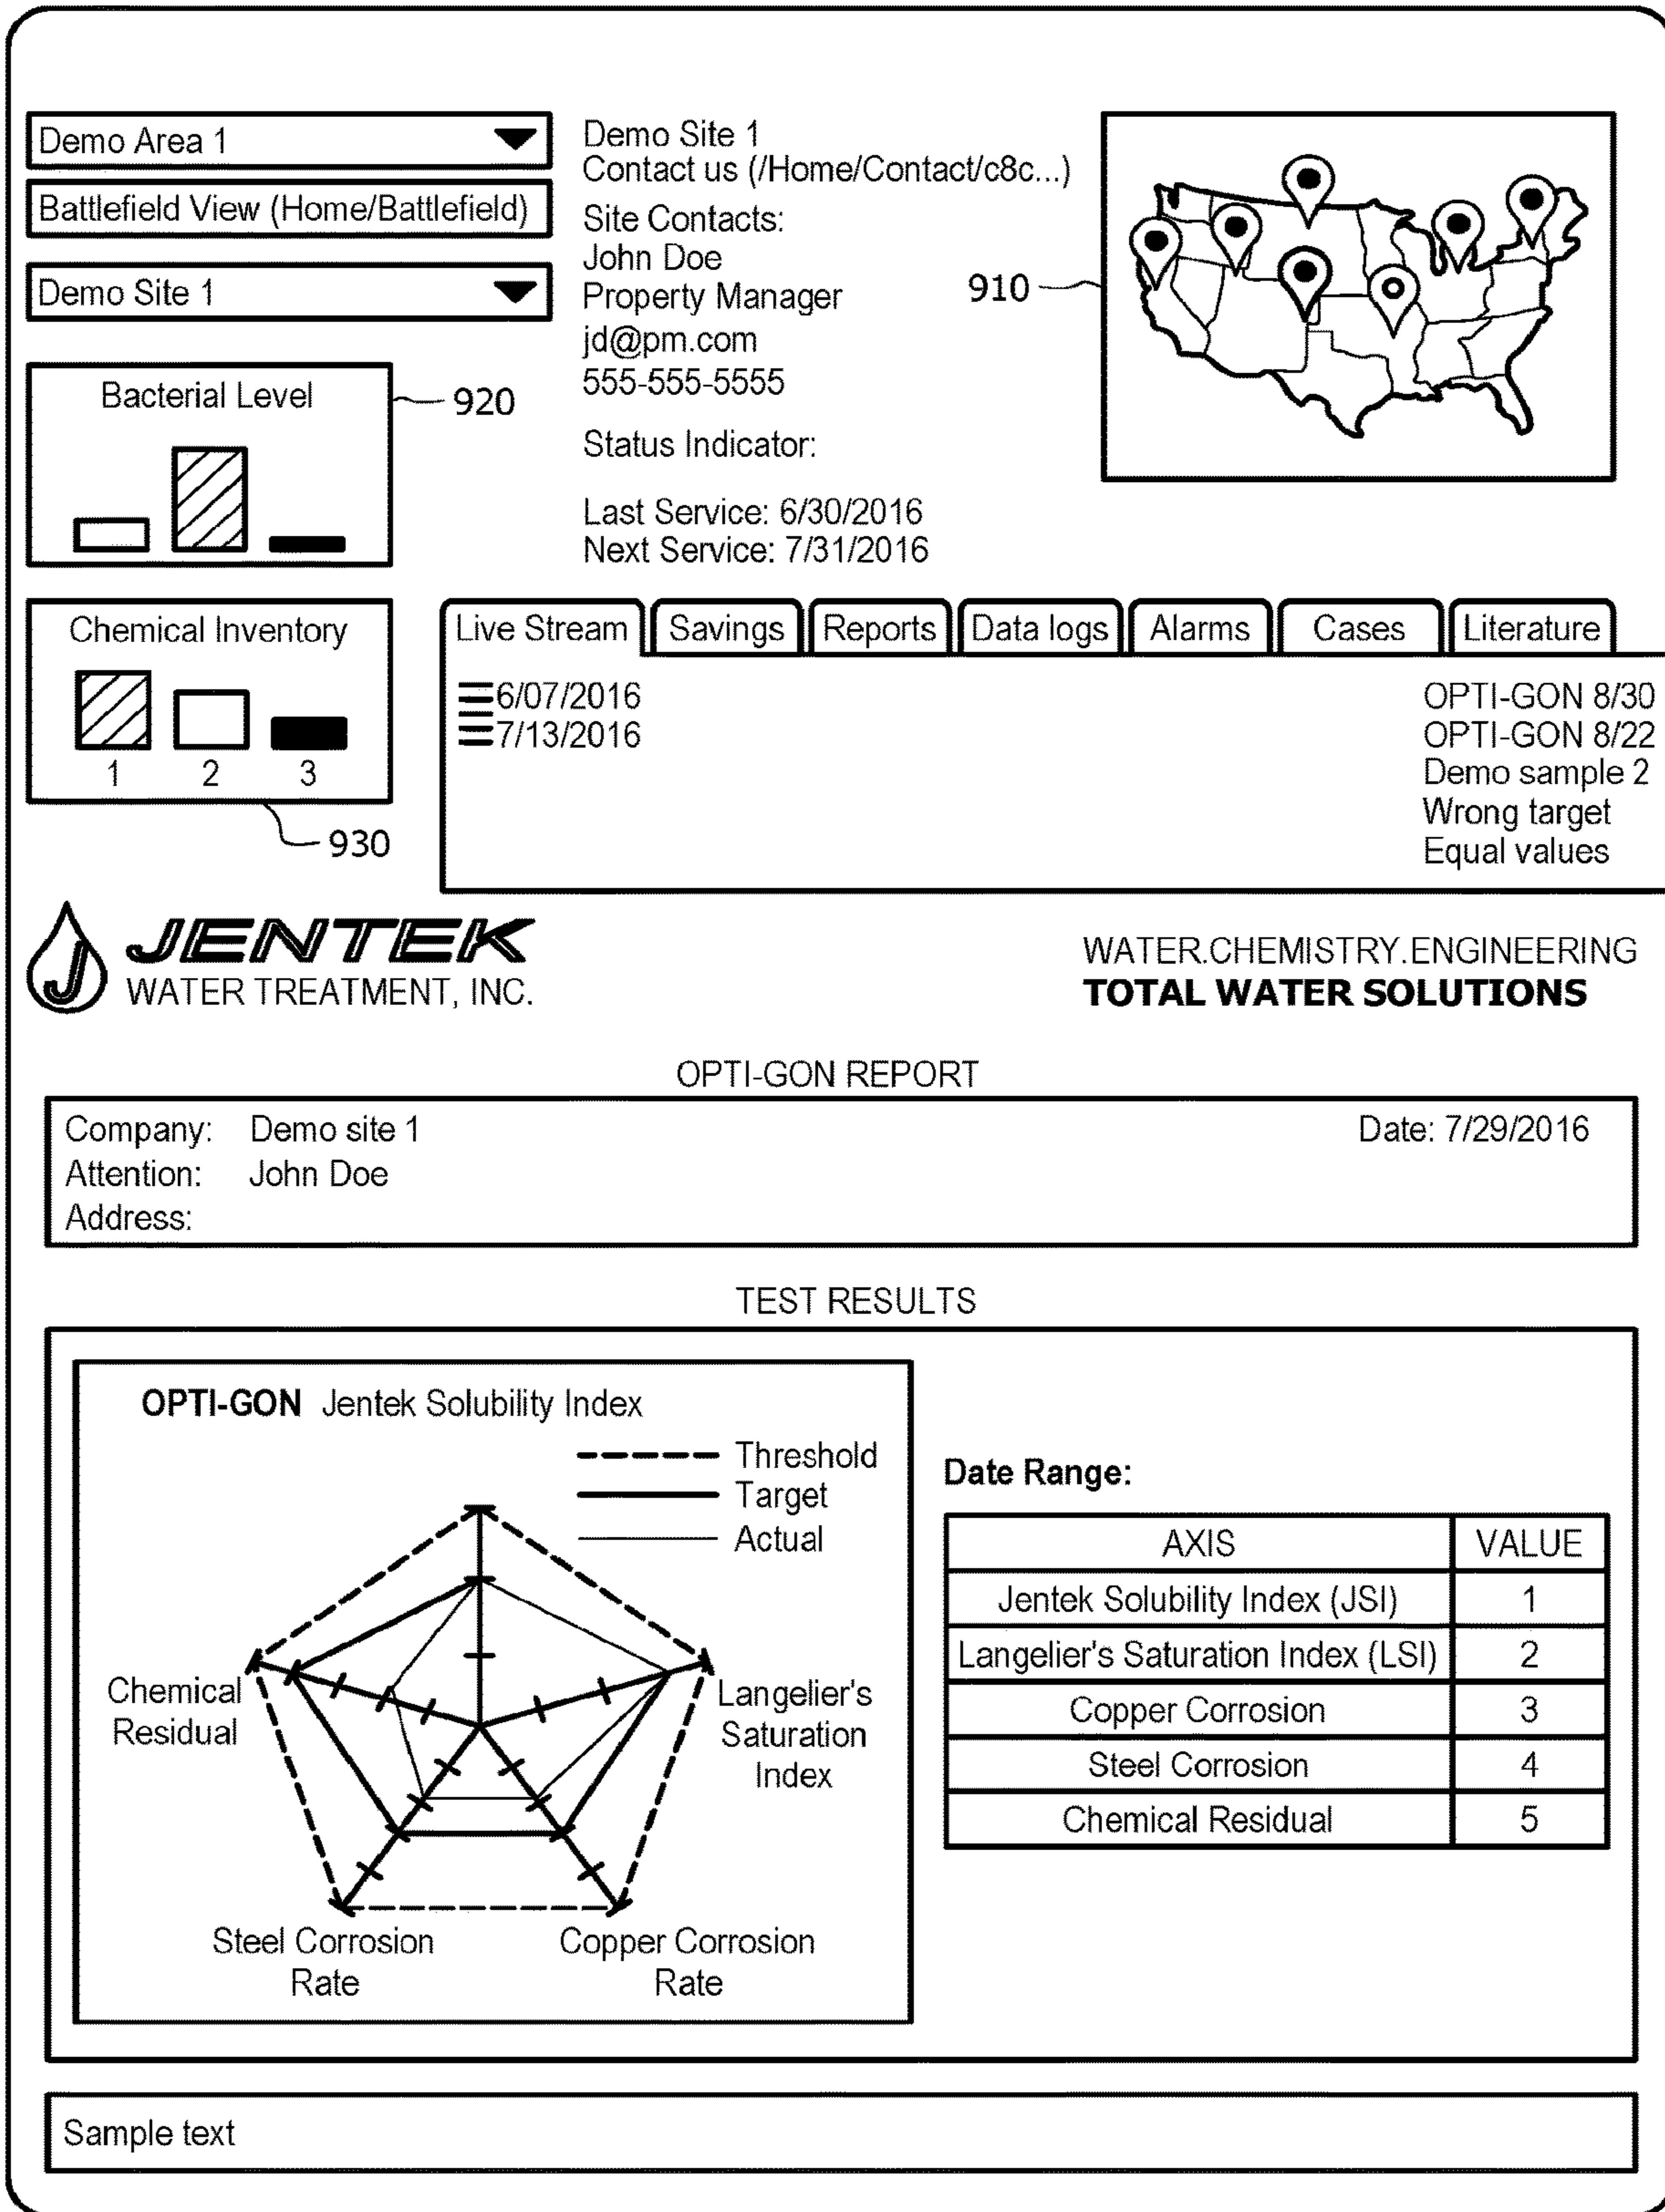 Demo Area 1
Battlefield View (Home/Battlefield)
Demo Site 1
Demo Site 1
Contact us (/Home/Contact/c8c...)
Site Contacts:
John Doe
Property Manager
jd@pm.com
555-555-5555
Status Indicator:
Last Service: 6/30/2016
Next Service: 7/31/2016
910
Bacterial Level
920
Chemical Inventory
1 2 3
930
Live Stream Savings Reports Data logs Alarms Cases Literature
6/07/2016
7/13/2016
OPTI-GON 8/30
OPTI-GON 8/22
Demo sample 2
Wrong target
Equal values
J JENTEK
WATER TREATMENT, INC.
WATER.CHEMISTRY.ENGINEERING
TOTAL WATER SOLUTIONS
OPTI-GON REPORT
Company: Demo site 1 Date: 7/29/2016
Attention: John Doe
Address:
TEST RESULTS
OPTI-GON Jentek Solubility Index
Threshold
Target
Actual
Chemical
Residual
Langelier's
Saturation
Index
Steel Corrosion
Rate
Copper Corrosion
Rate
Date Range:
AXIS VALUE
Jentek Solubility Index (JSI) 1
Langelier's Saturation Index (LSI) 2
Copper Corrosion 3
Steel Corrosion 4
Chemical Residual 5
Sample text